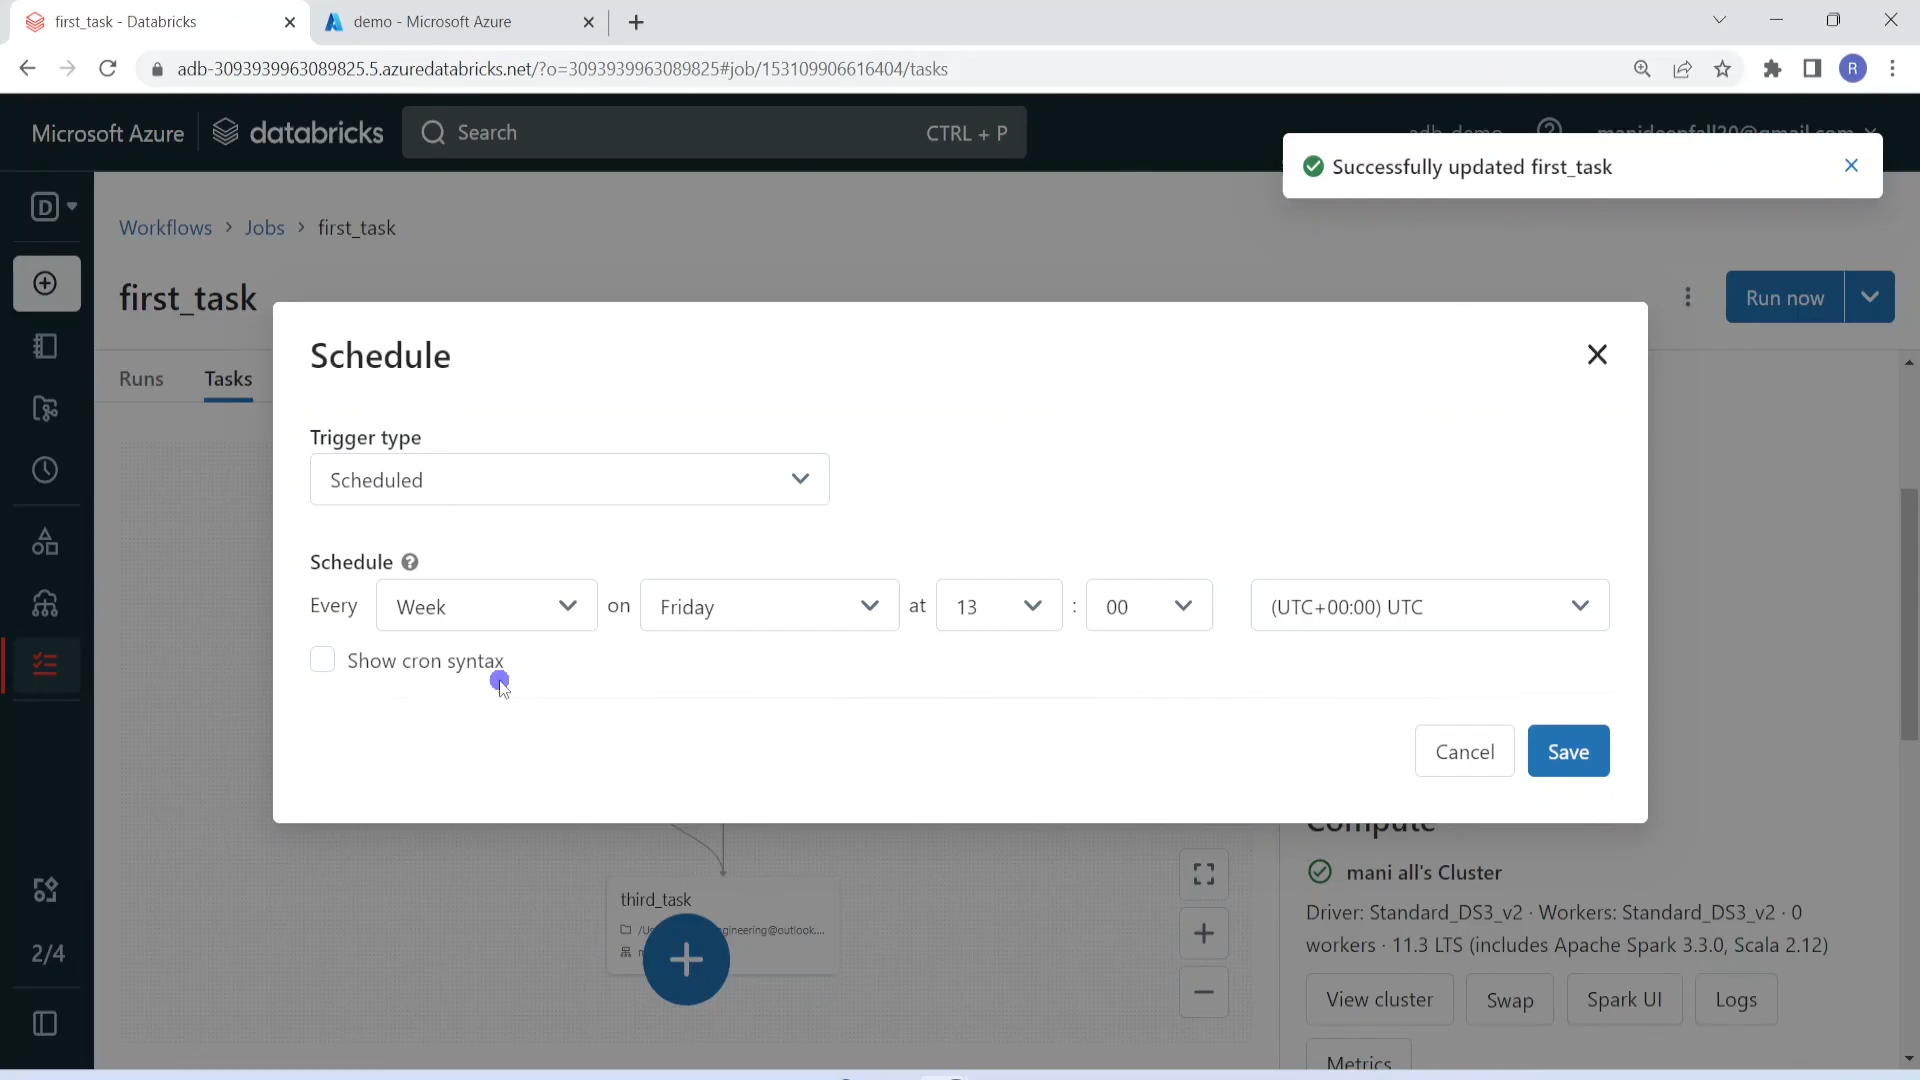 first_task - Databricks
demo - Microsoft Azure
adb-3093939963089825.5.azuredatabricks.net/?o=3093939963089825#job/153109906616404/tasks
R
Microsoft Azure
databricks
Search
CTRL + P
Successfully updated first_task
D
Workflows > Jobs > first_task
first_task
Run now
Runs
Tasks
Schedule
Trigger type
Scheduled
Schedule
Every Week on Friday at 13 : 00 (UTC+00:00) UTC
Show cron syntax
Cancel
Save
Compute
mani all's Cluster
third_task
Driver: Standard_DS3_v2 · Workers: Standard_DS3_v2 · 0
gineering@outlook....
workers · 11.3 LTS (includes Apache Spark 3.3.0, Scala 2.12)
2/4
View cluster
Swap
Spark UI
Logs
Metrics